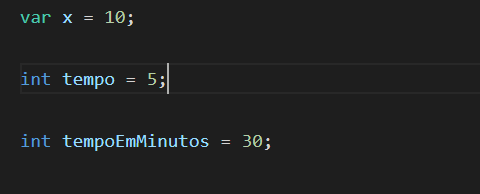 var x = 10;
int tempo = 5;
int tempoEmMinutos = 30;